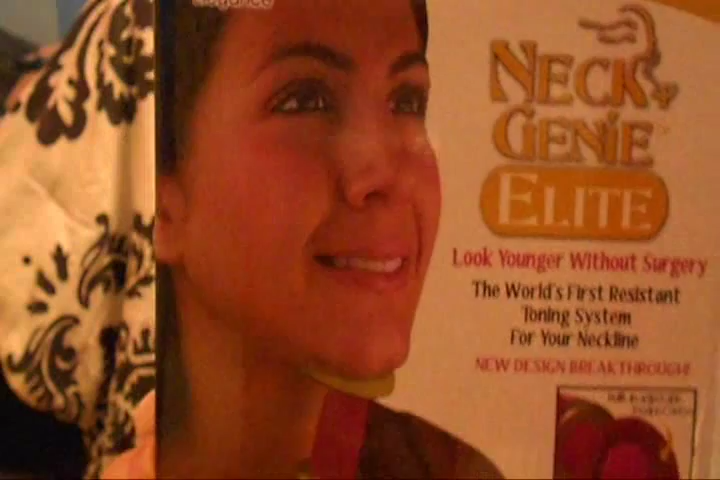 Elegance
NECK
GENIE
ELITE
Look Younger Without Surgery
The World's First Resistant
Toning System
For Your Neckline
NEW DESIGN BREAKTHROUGH!